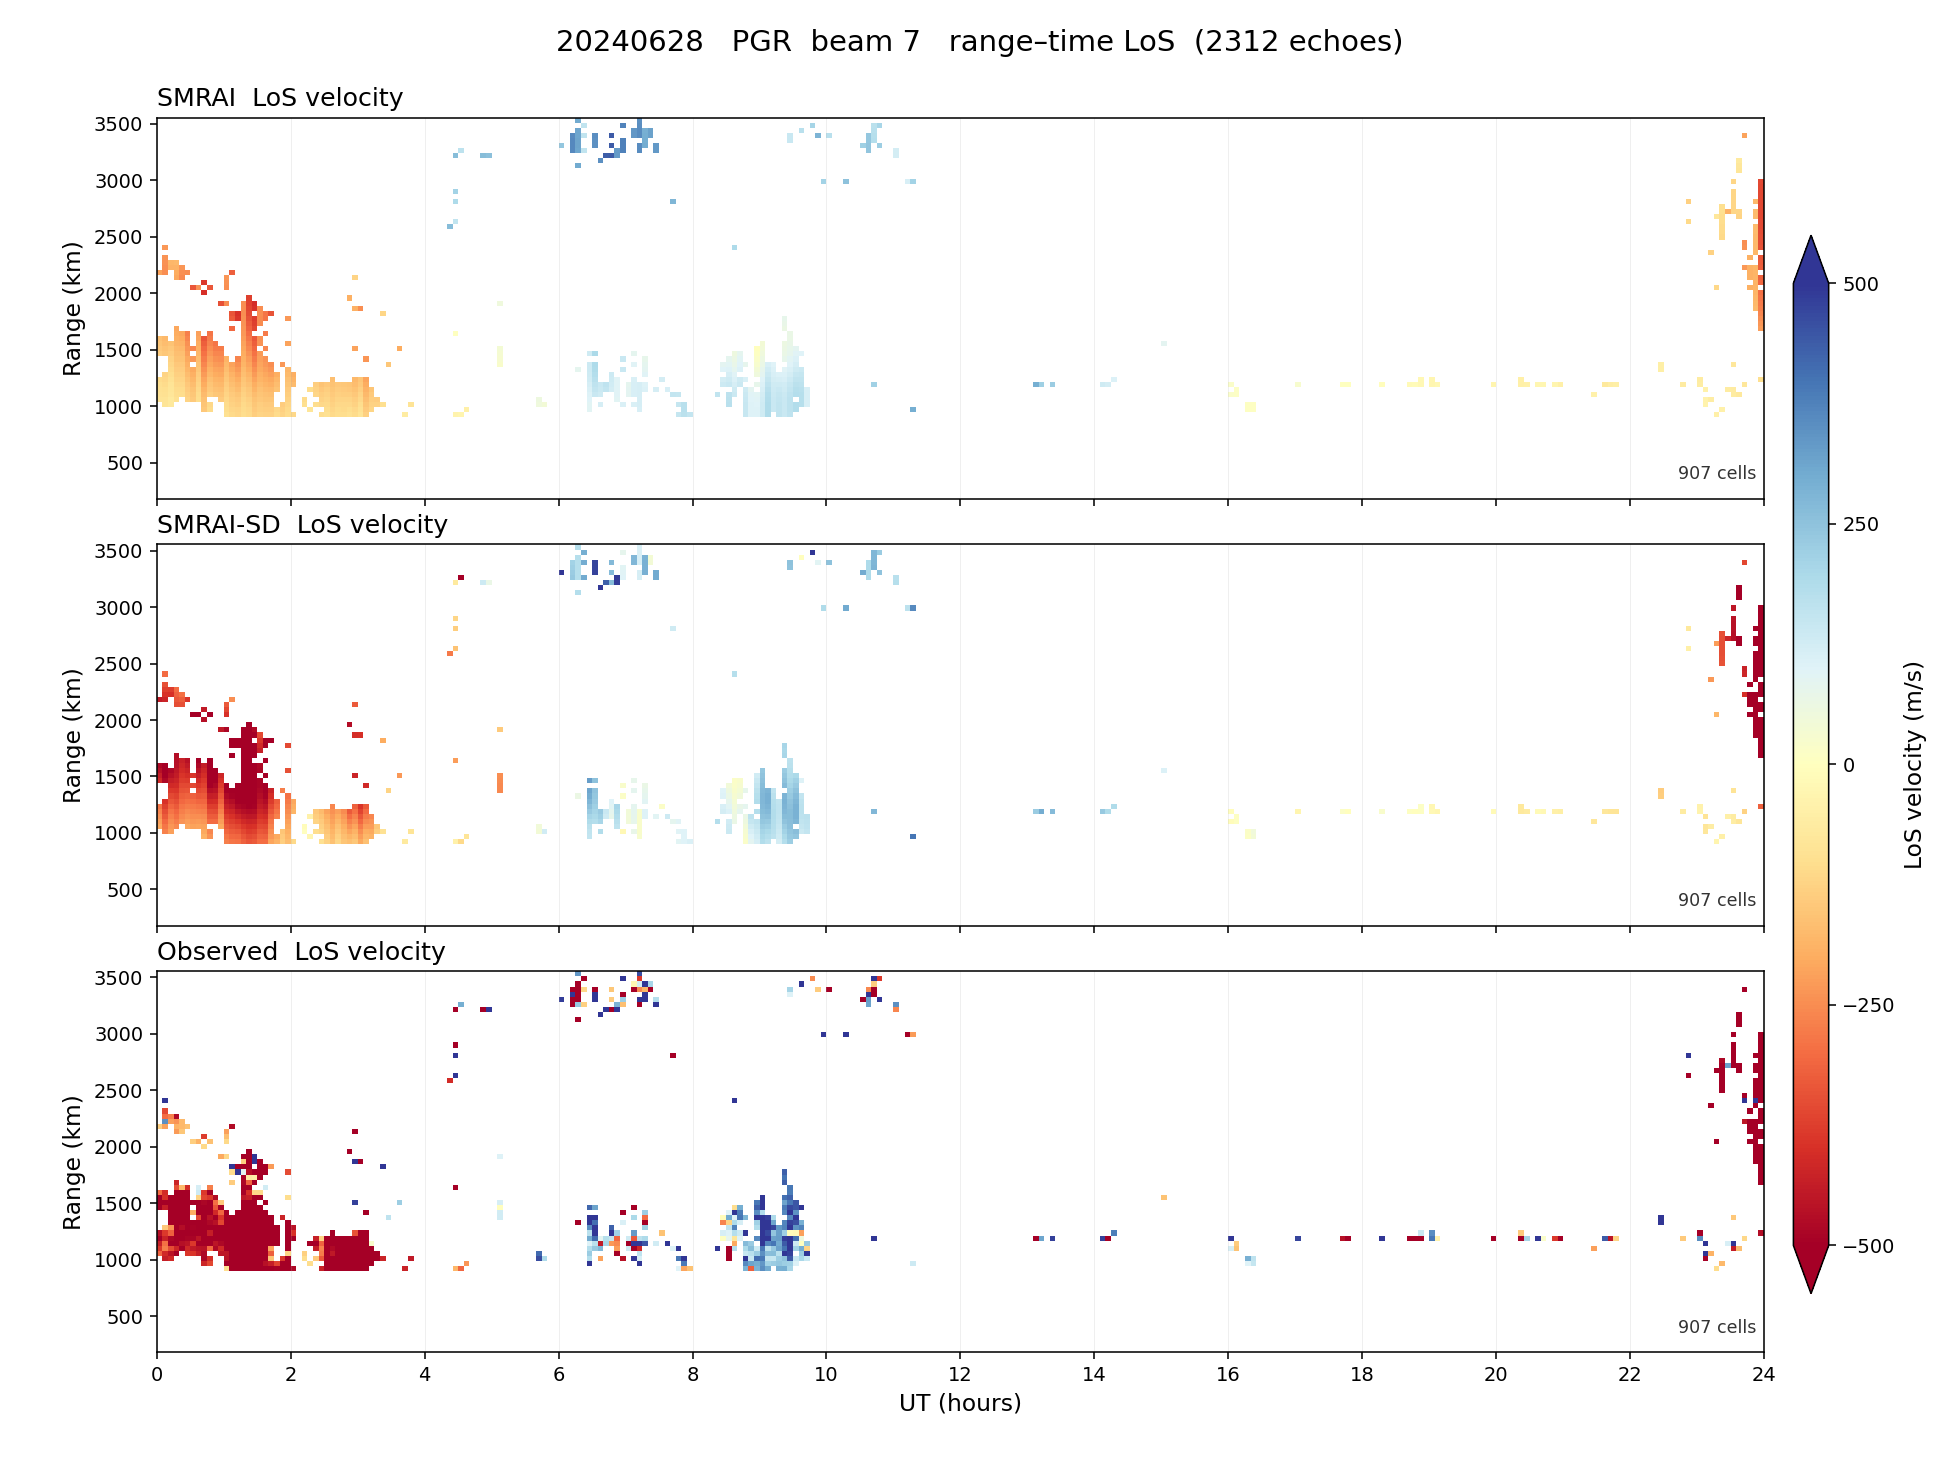 20240628 PGR beam 7 range–time LoS (2312 echoes)
SMRAI LoS velocity
3500
3000
2500
2000
1500
1000
500
Range (km)
907 cells
SMRAI-SD LoS velocity
3500
3000
2500
2000
1500
1000
500
Range (km)
907 cells
Observed LoS velocity
3500
3000
2500
2000
1500
1000
500
Range (km)
907 cells
0 2 4 6 8 10 12 14 16 18 20 22 24
UT (hours)
500
250
0
−250
−500
LoS velocity (m/s)